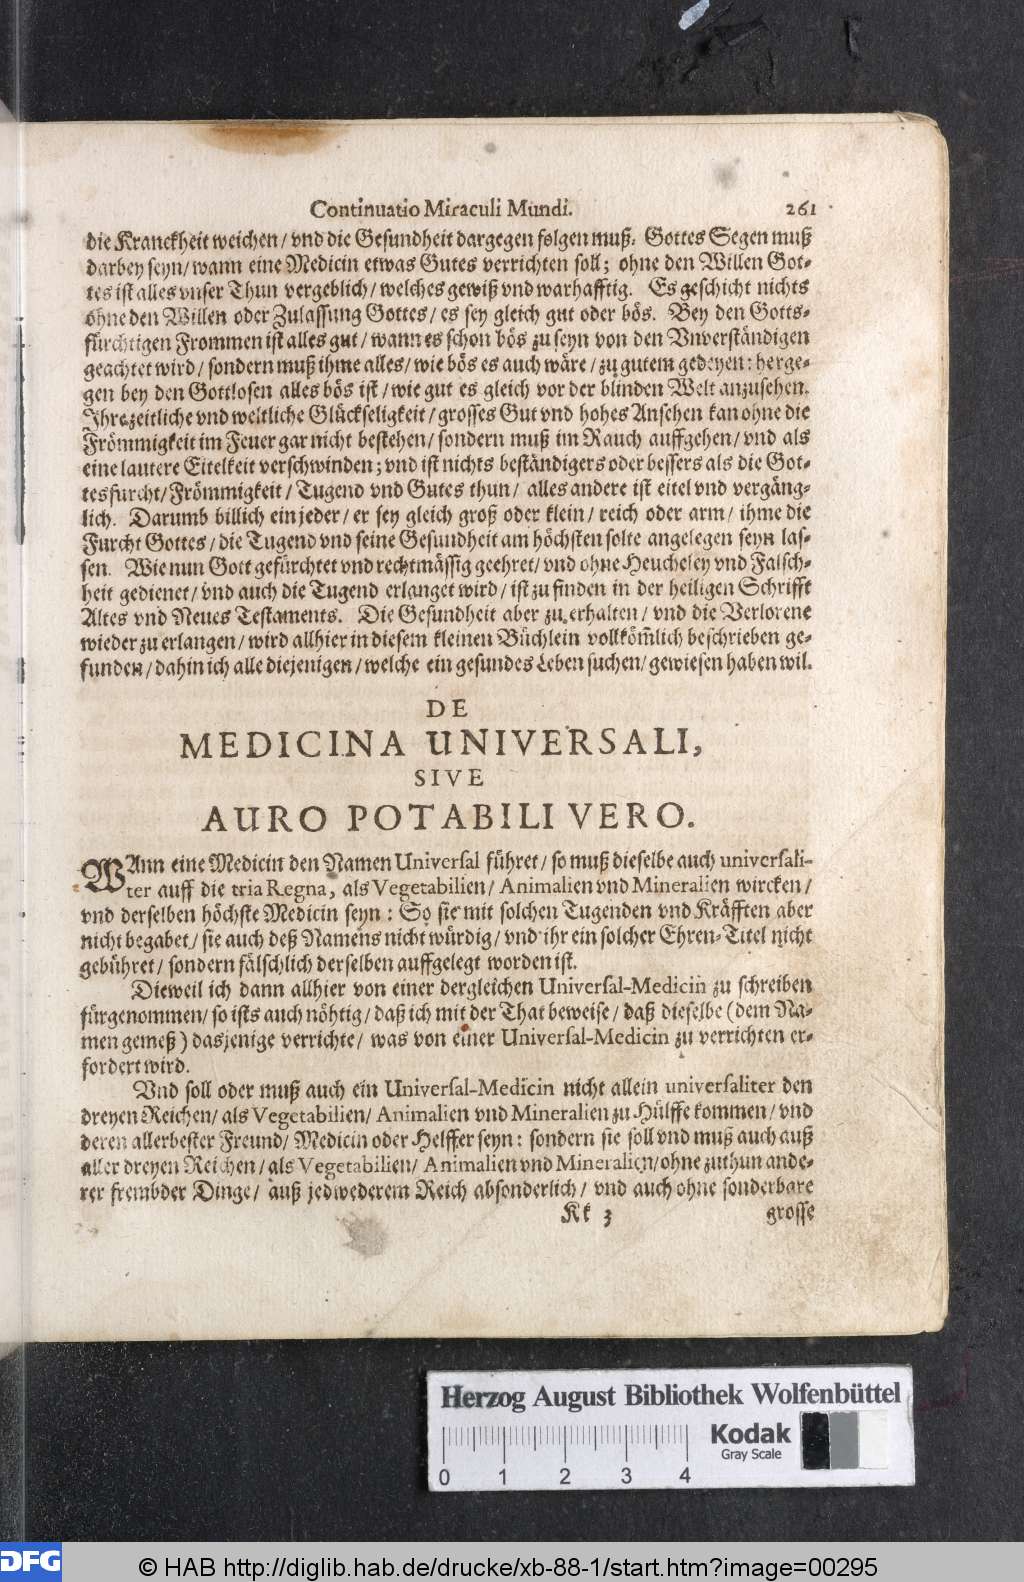 Continuatio Miraculi Mundi. 261
die Kranckheit weichen / vnd die Gesundheit dargegen folgen muß. Gottes Segen muß
darbey seyn / wann eine Medicin etwas Gutes verrichten soll; ohne den Willen Got-
tes ist alles vnser Thun vergeblich / welches gewiß vnd warhafftig. Es geschicht nichts
ohne den Willen oder Zulassung Gottes / es sey gleich gut oder bös. Bey den Gotts-
fürchtigen Frommen ist alles gut / wann es schon bös zu seyn von den Vnverständigen
geachtet wird / sondern muß ihme alles / wie bös es auch wäre / zu gutem gedeyen: herge-
gen bey den Gottlosen alles bös ist / wie gut es gleich vor der blinden Welt anzusehen.
Ihre zeitliche vnd weltliche Glückseligkeit / grosses Gut vnd hohes Ansehen kan ohne die
Frömmigkeit im Feuer gar nicht bestehen / sondern muß im Rauch auffgehen / vnd als
eine lautere Eitelkeit verschwinden; vnd ist nichts beständigers oder bessers als die Got-
tesfurcht / Frömmigkeit / Tugend vnd Gutes thun / alles andere ist eitel vnd vergäng-
lich. Darumb billich ein jeder / er sey gleich groß oder klein / reich oder arm / ihme die
Furcht Gottes / die Tugend vnd seine Gesundheit am höchsten solte angelegen seyn las-
sen. Wie nun Gott gefürchtet vnd rechtmässig geehret / vnd ohne Heucheley vnd Falsch-
heit gedienet / vnd auch die Tugend erlanget wird / ist zu finden in der heiligen Schrifft
Altes vnd Neues Testaments. Die Gesundheit aber zu erhalten / vnd die Verlorene
wieder zu erlangen / wird allhier in diesem kleinen Büchlein vollköm̃lich beschrieben ge-
funden / dahin ich alle diejenigen / welche ein gesundes Leben suchen / gewiesen haben wil.
DE
MEDICINA UNIVERSALI,
SIVE
AURO POTABILI VERO.
WAnn eine Medicin den Namen Universal führet / so muß dieselbe auch universali-
ter auff die tria Regna, als Vegetabilien / Animalien vnd Mineralien wircken /
vnd derselben höchste Medicin seyn: So sie mit solchen Tugenden vnd Kräfften aber
nicht begabet / sie auch deß Namens nicht würdig / vnd ihr ein solcher Ehren-Titel nicht
gebühret / sondern fälschlich derselben auffgelegt worden ist.
Dieweil ich dann allhier von einer dergleichen Universal-Medicin zu schreiben
fürgenommen / so ists auch nöhtig / daß ich mit der That beweise / daß dieselbe (dem Na-
men gemeß) dasjenige verrichte / was von einer Universal-Medicin zu verrichten er-
fordert wird.
Vnd soll oder muß auch ein Universal-Medicin nicht allein universaliter den
dreyen Reichen / als Vegetabilien / Animalien vnd Mineralien zu Hülffe kommen / vnd
deren allerbester Freund / Medicin oder Helffer seyn: sondern sie soll vnd muß auch auß
aller dreyen Reichen / als Vegetabilien / Animalien vnd Mineralien / ohne zuthun ande-
rer frembder Dinge / auß jedwederem Reich absonderlich / vnd auch ohne sonderbare
Kk 3 grosse
Herzog August Bibliothek Wolfenbüttel
Kodak
Gray Scale
0 1 2 3 4
DFG
© HAB http://diglib.hab.de/drucke/xb-88-1/start.htm?image=00295